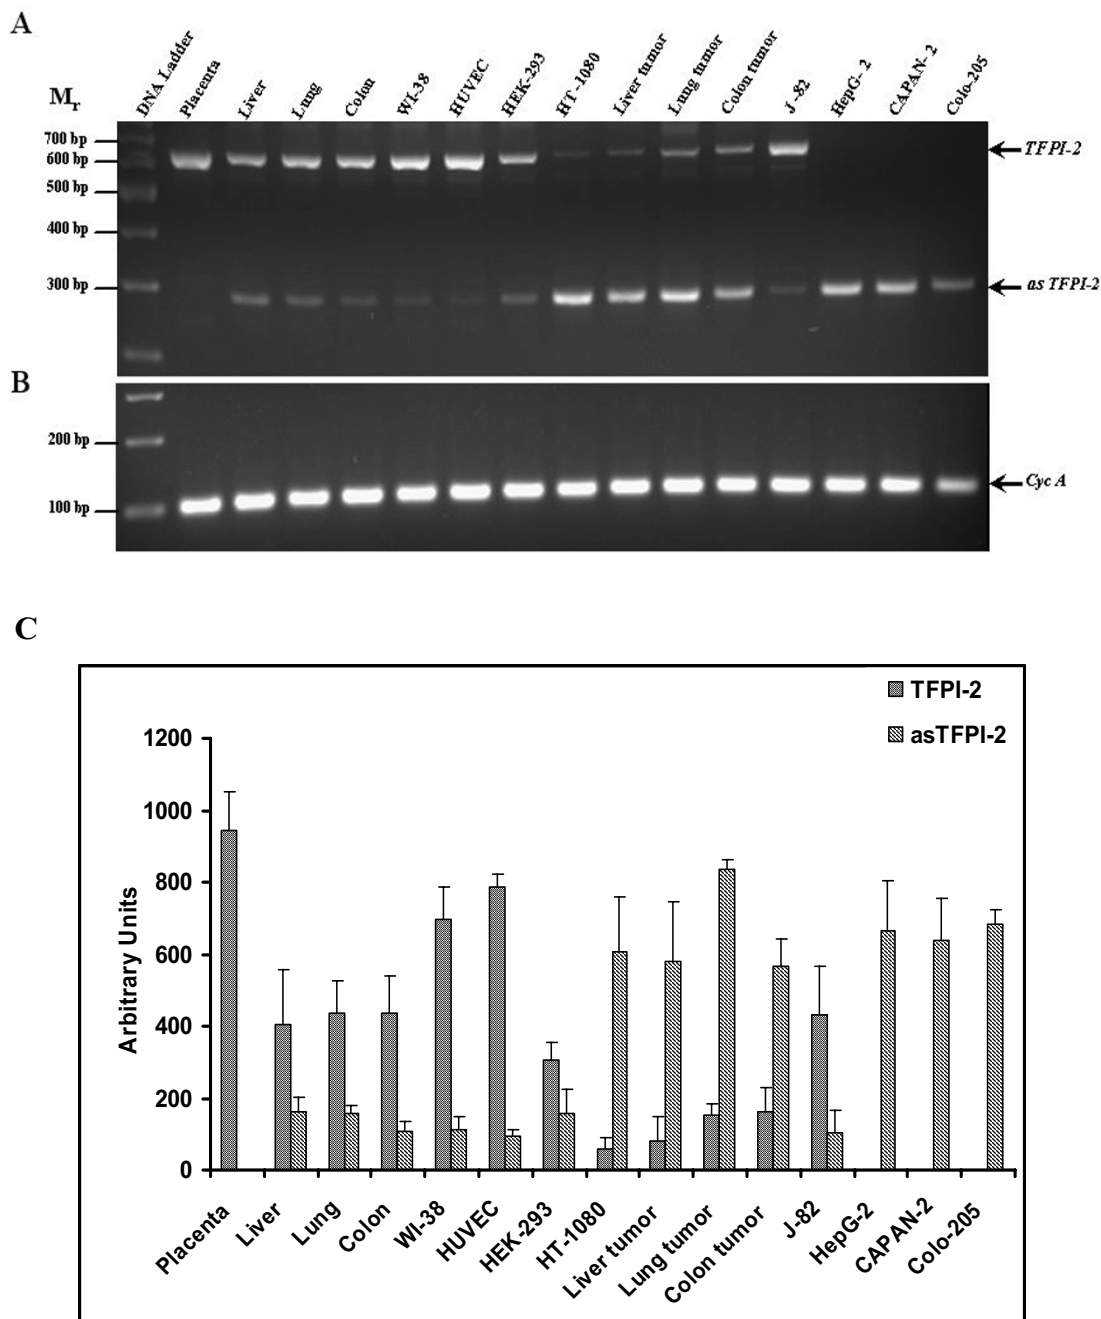 A
DNA Ladder
Placenta
Liver
Lung
Colon
WI-38
HUVEC
HEK-293
HT-1080
Liver tumor
Lung tumor
Colon tumor
J-82
HepG-2
CAPAN-2
Colo-205
Mr
700 bp
600 bp
500 bp
400 bp
300 bp
TFPI-2
as TFPI-2
B
200 bp
100 bp
Cyc A
C
TFPI-2
asTFPI-2
Arbitrary Units
1200
1000
800
600
400
200
0
Placenta
Liver
Lung
Colon
WI-38
HUVEC
HEK-293
HT-1080
Liver tumor
Lung tumor
Colon tumor
J-82
HepG-2
CAPAN-2
Colo-205